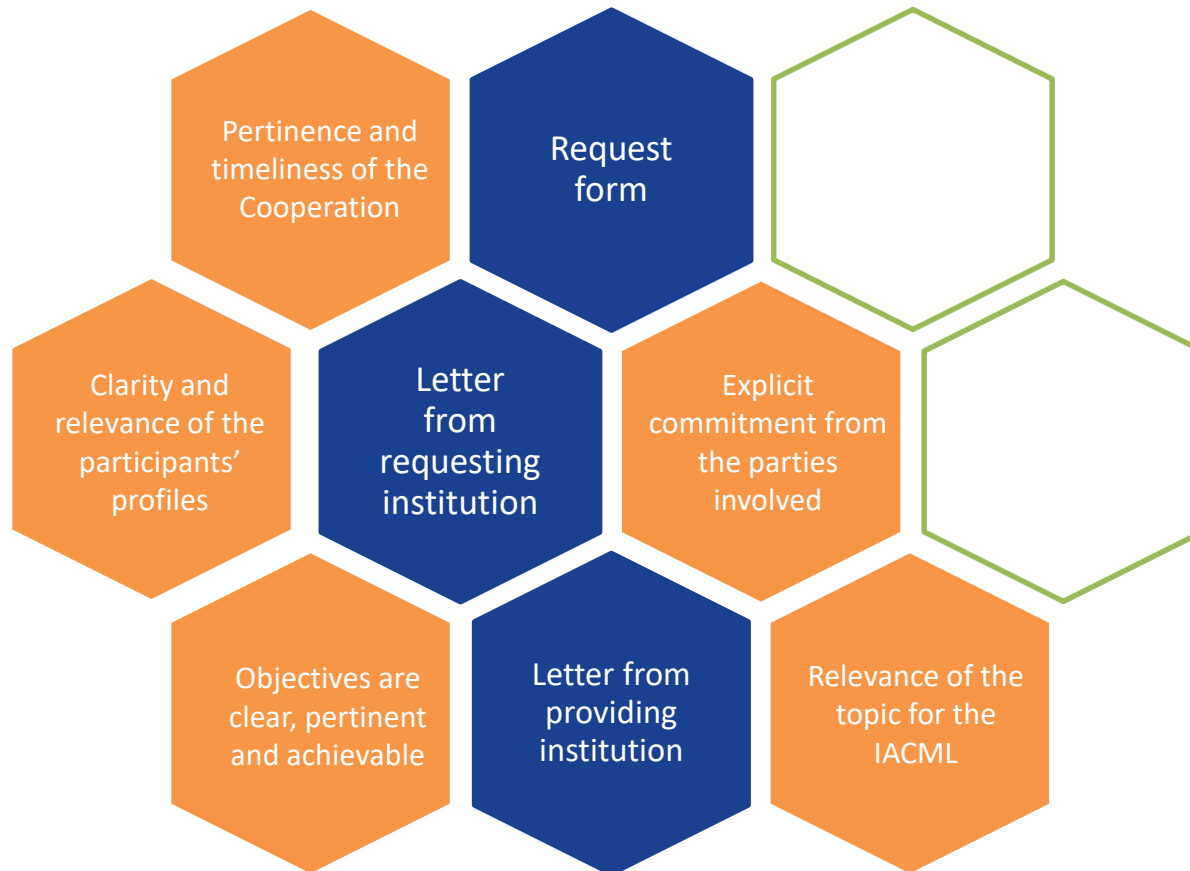 Pertinence and
timeliness of the
Cooperation
Request
form
Clarity and
relevance of the
participants’
profiles
Letter
from
requesting
institution
Explicit
commitment from
the parties
involved
Objectives are
clear, pertinent
and achievable
Letter from
providing
institution
Relevance of the
topic for the
IACML